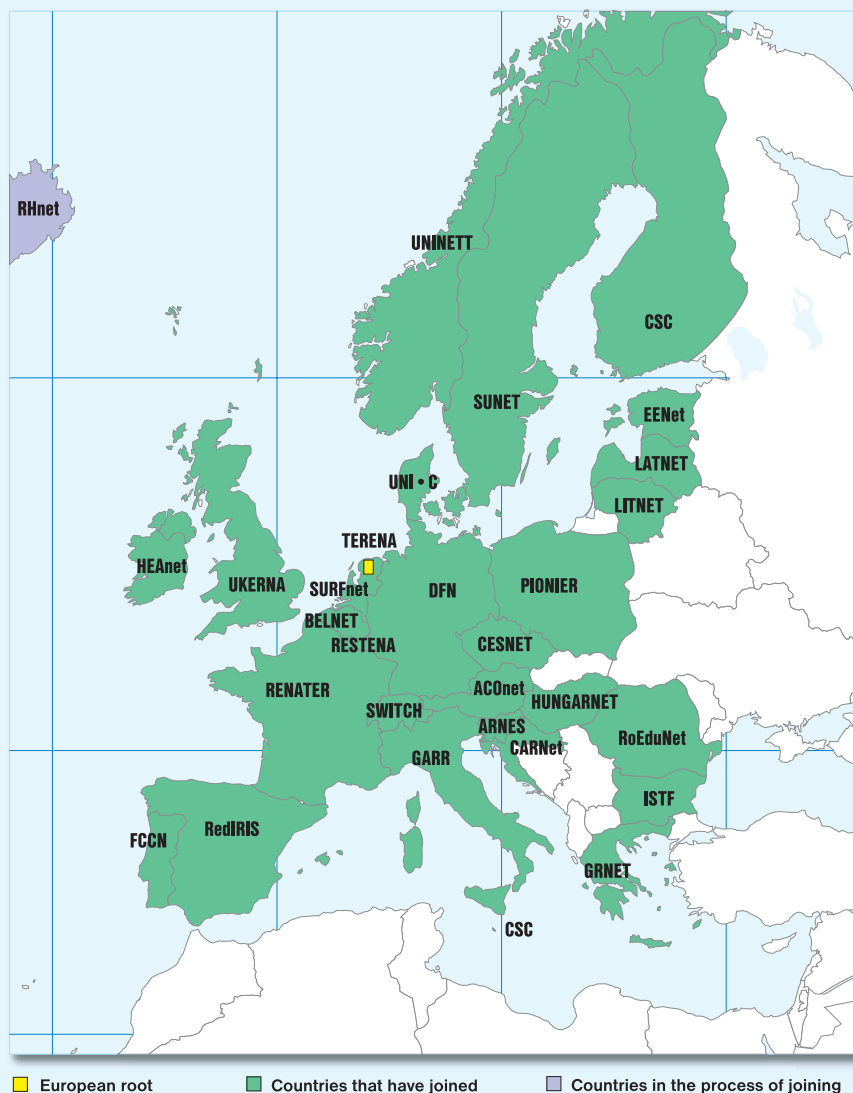 RHnet
UNINETT
CSC
SUNET
EENet
LATNET
UNI • C
LITNET
TERENA
HEAnet
UKERNA
SURFnet
DFN
PIONIER
BELNET
RESTENA
CESNET
RENATER
ACOnet
HUNGARNET
SWITCH
ARNES
RoEduNet
CARNet
GARR
ISTF
RedIRIS
FCCN
GRNET
CSC
European root
Countries that have joined
Countries in the process of joining